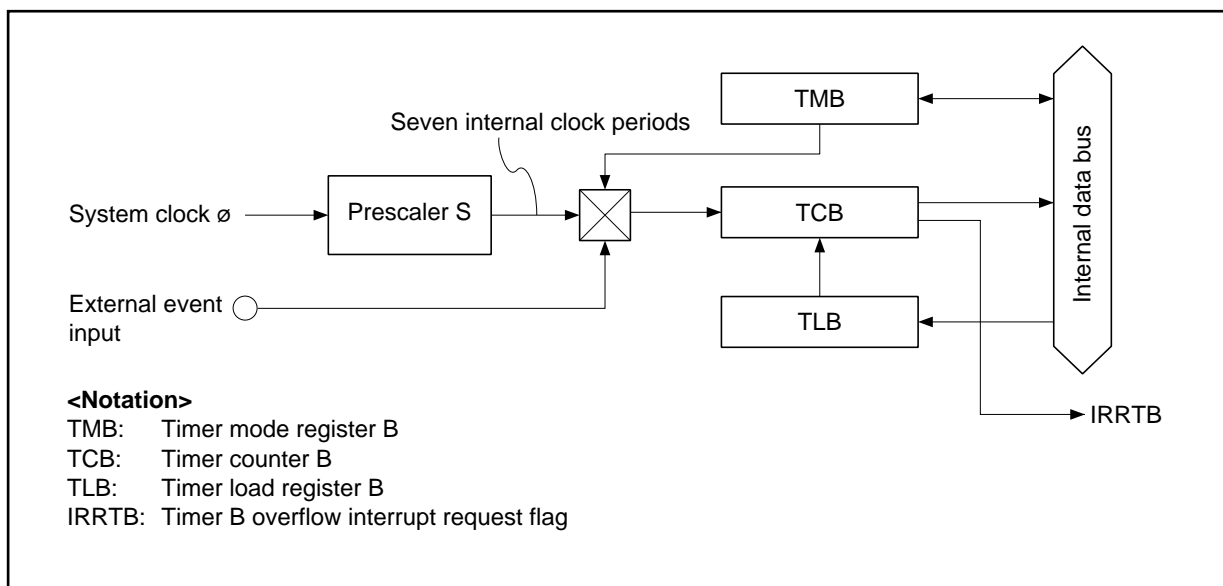 TMB
Seven internal clock periods
System clock ø
Prescaler S
TCB
Internal data bus
External event
input
TLB
IRRTB
<Notation>
TMB: Timer mode register B
TCB: Timer counter B
TLB: Timer load register B
IRRTB: Timer B overflow interrupt request flag